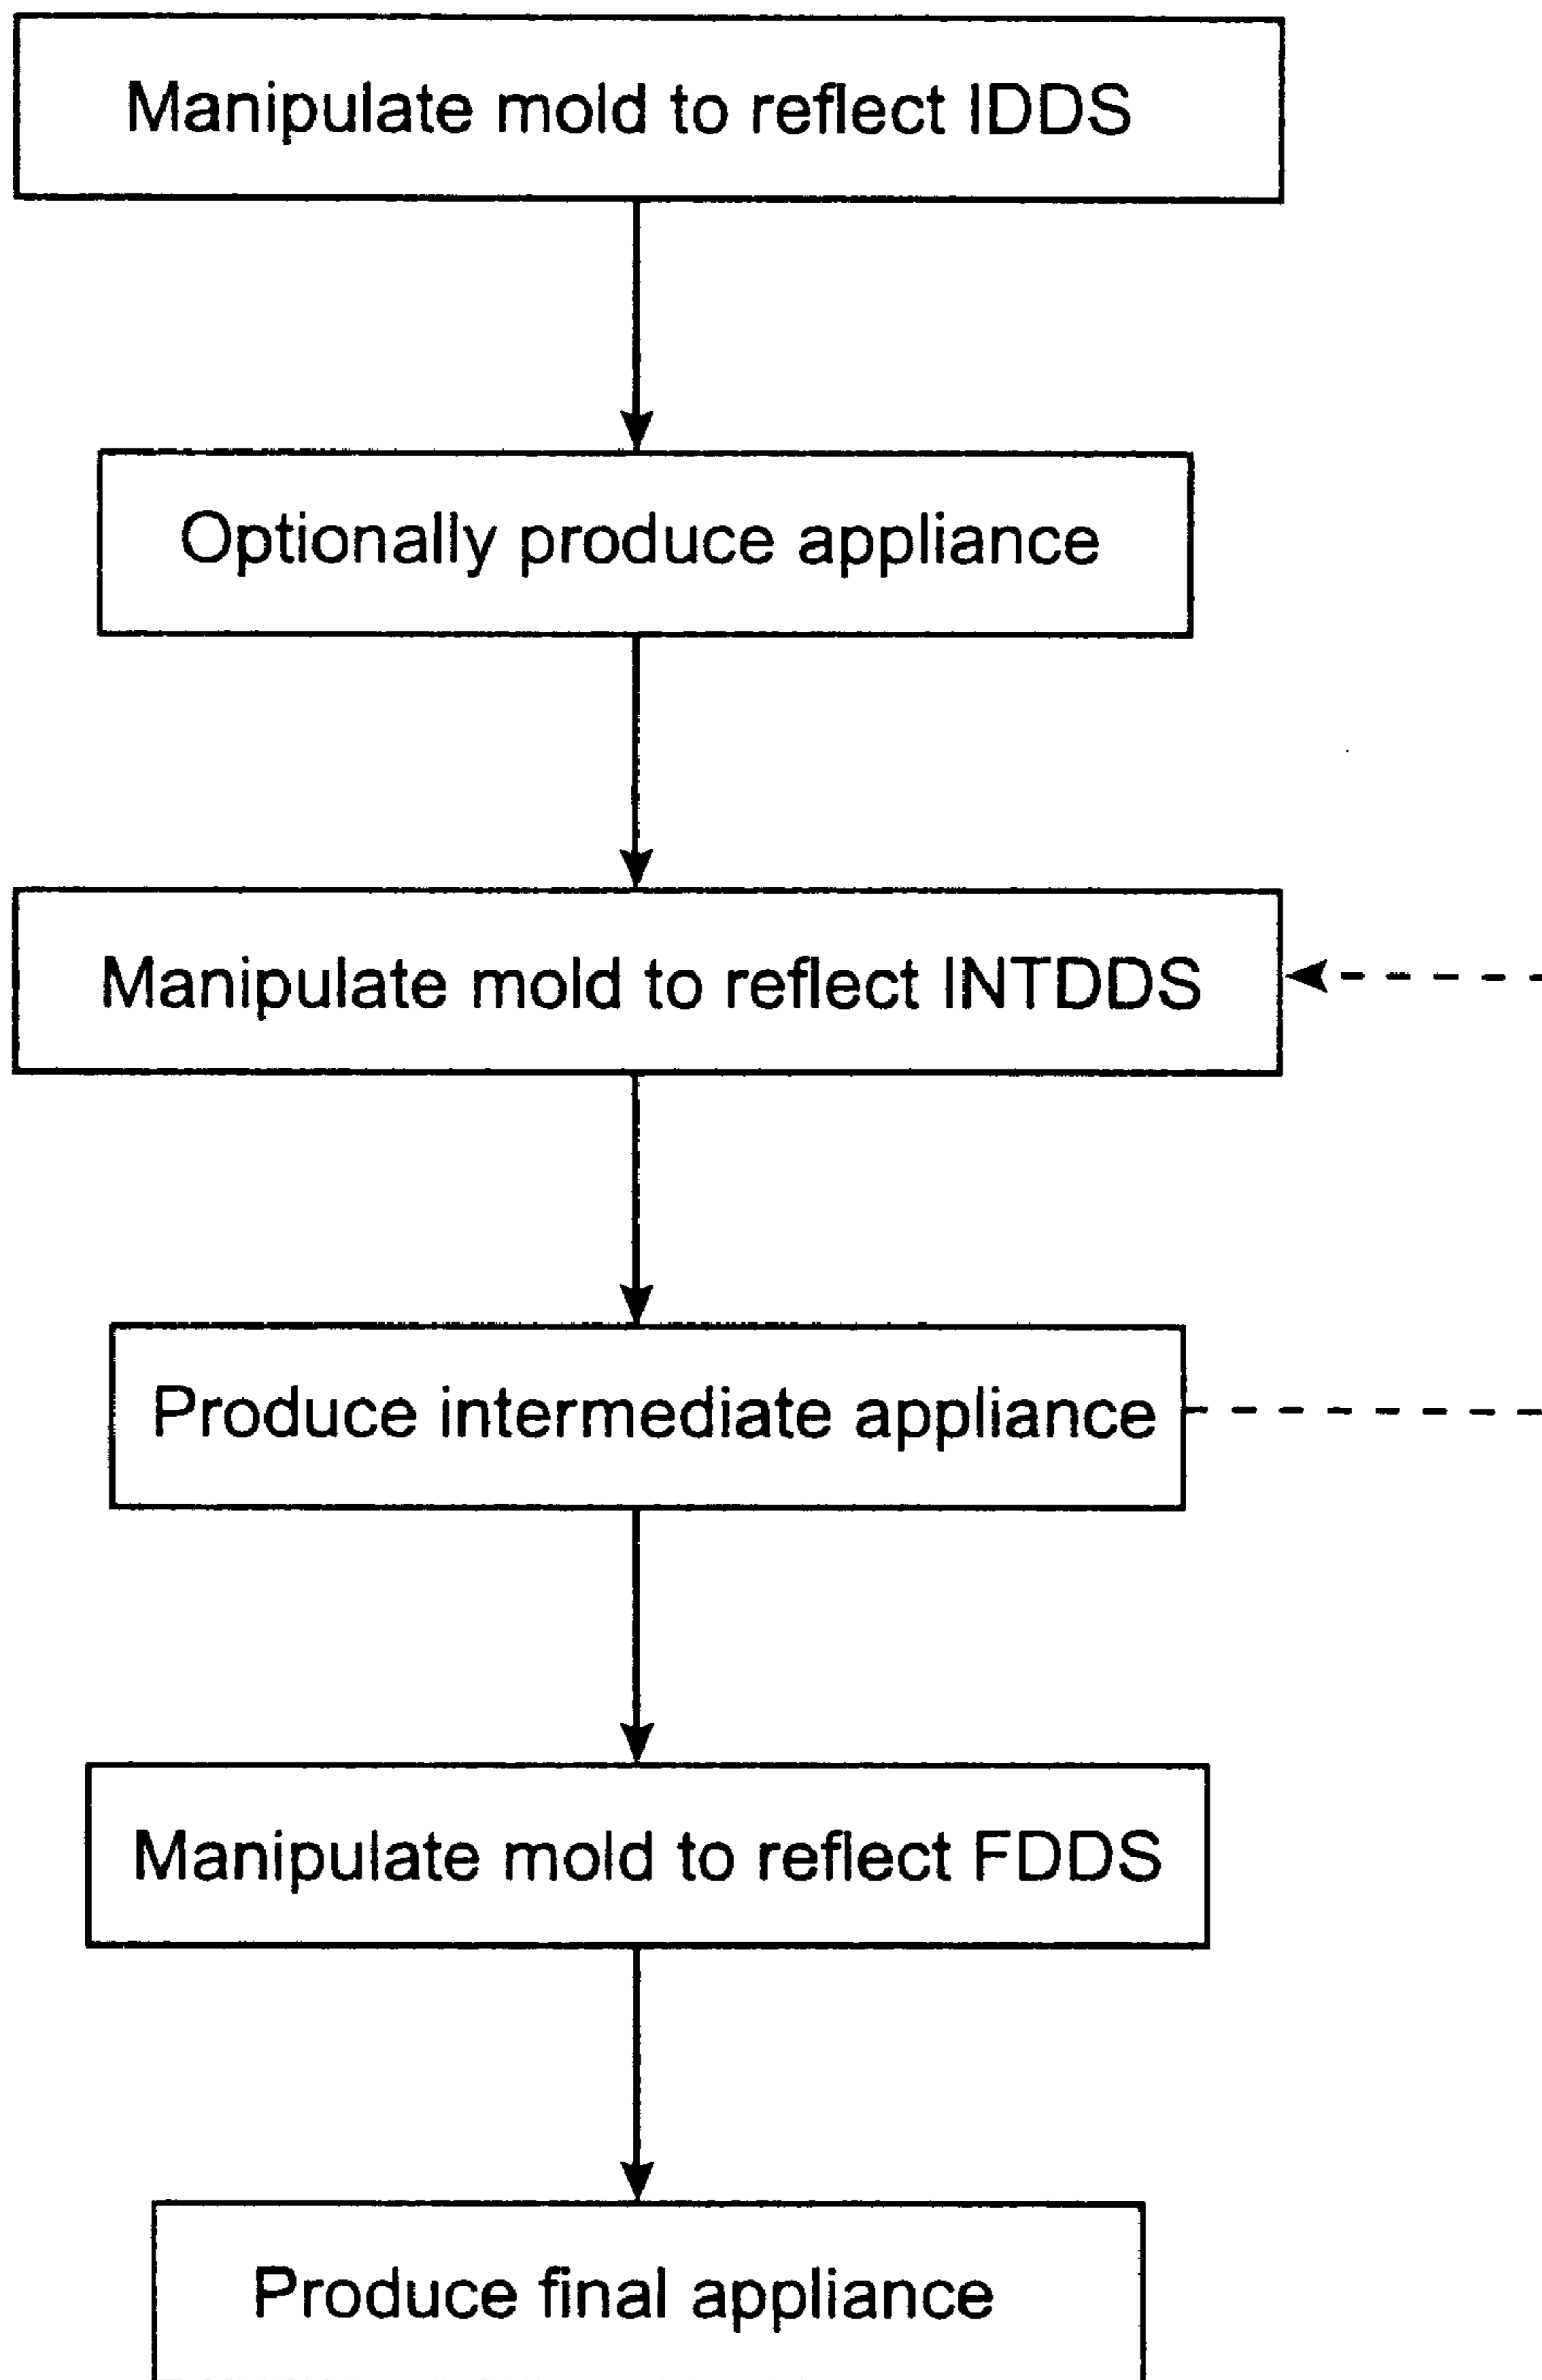 Manipulate mold to reflect IDDS
Optionally produce appliance
Manipulate mold to reflect INTDDS
Produce intermediate appliance
Manipulate mold to reflect FDDS
Produce final appliance